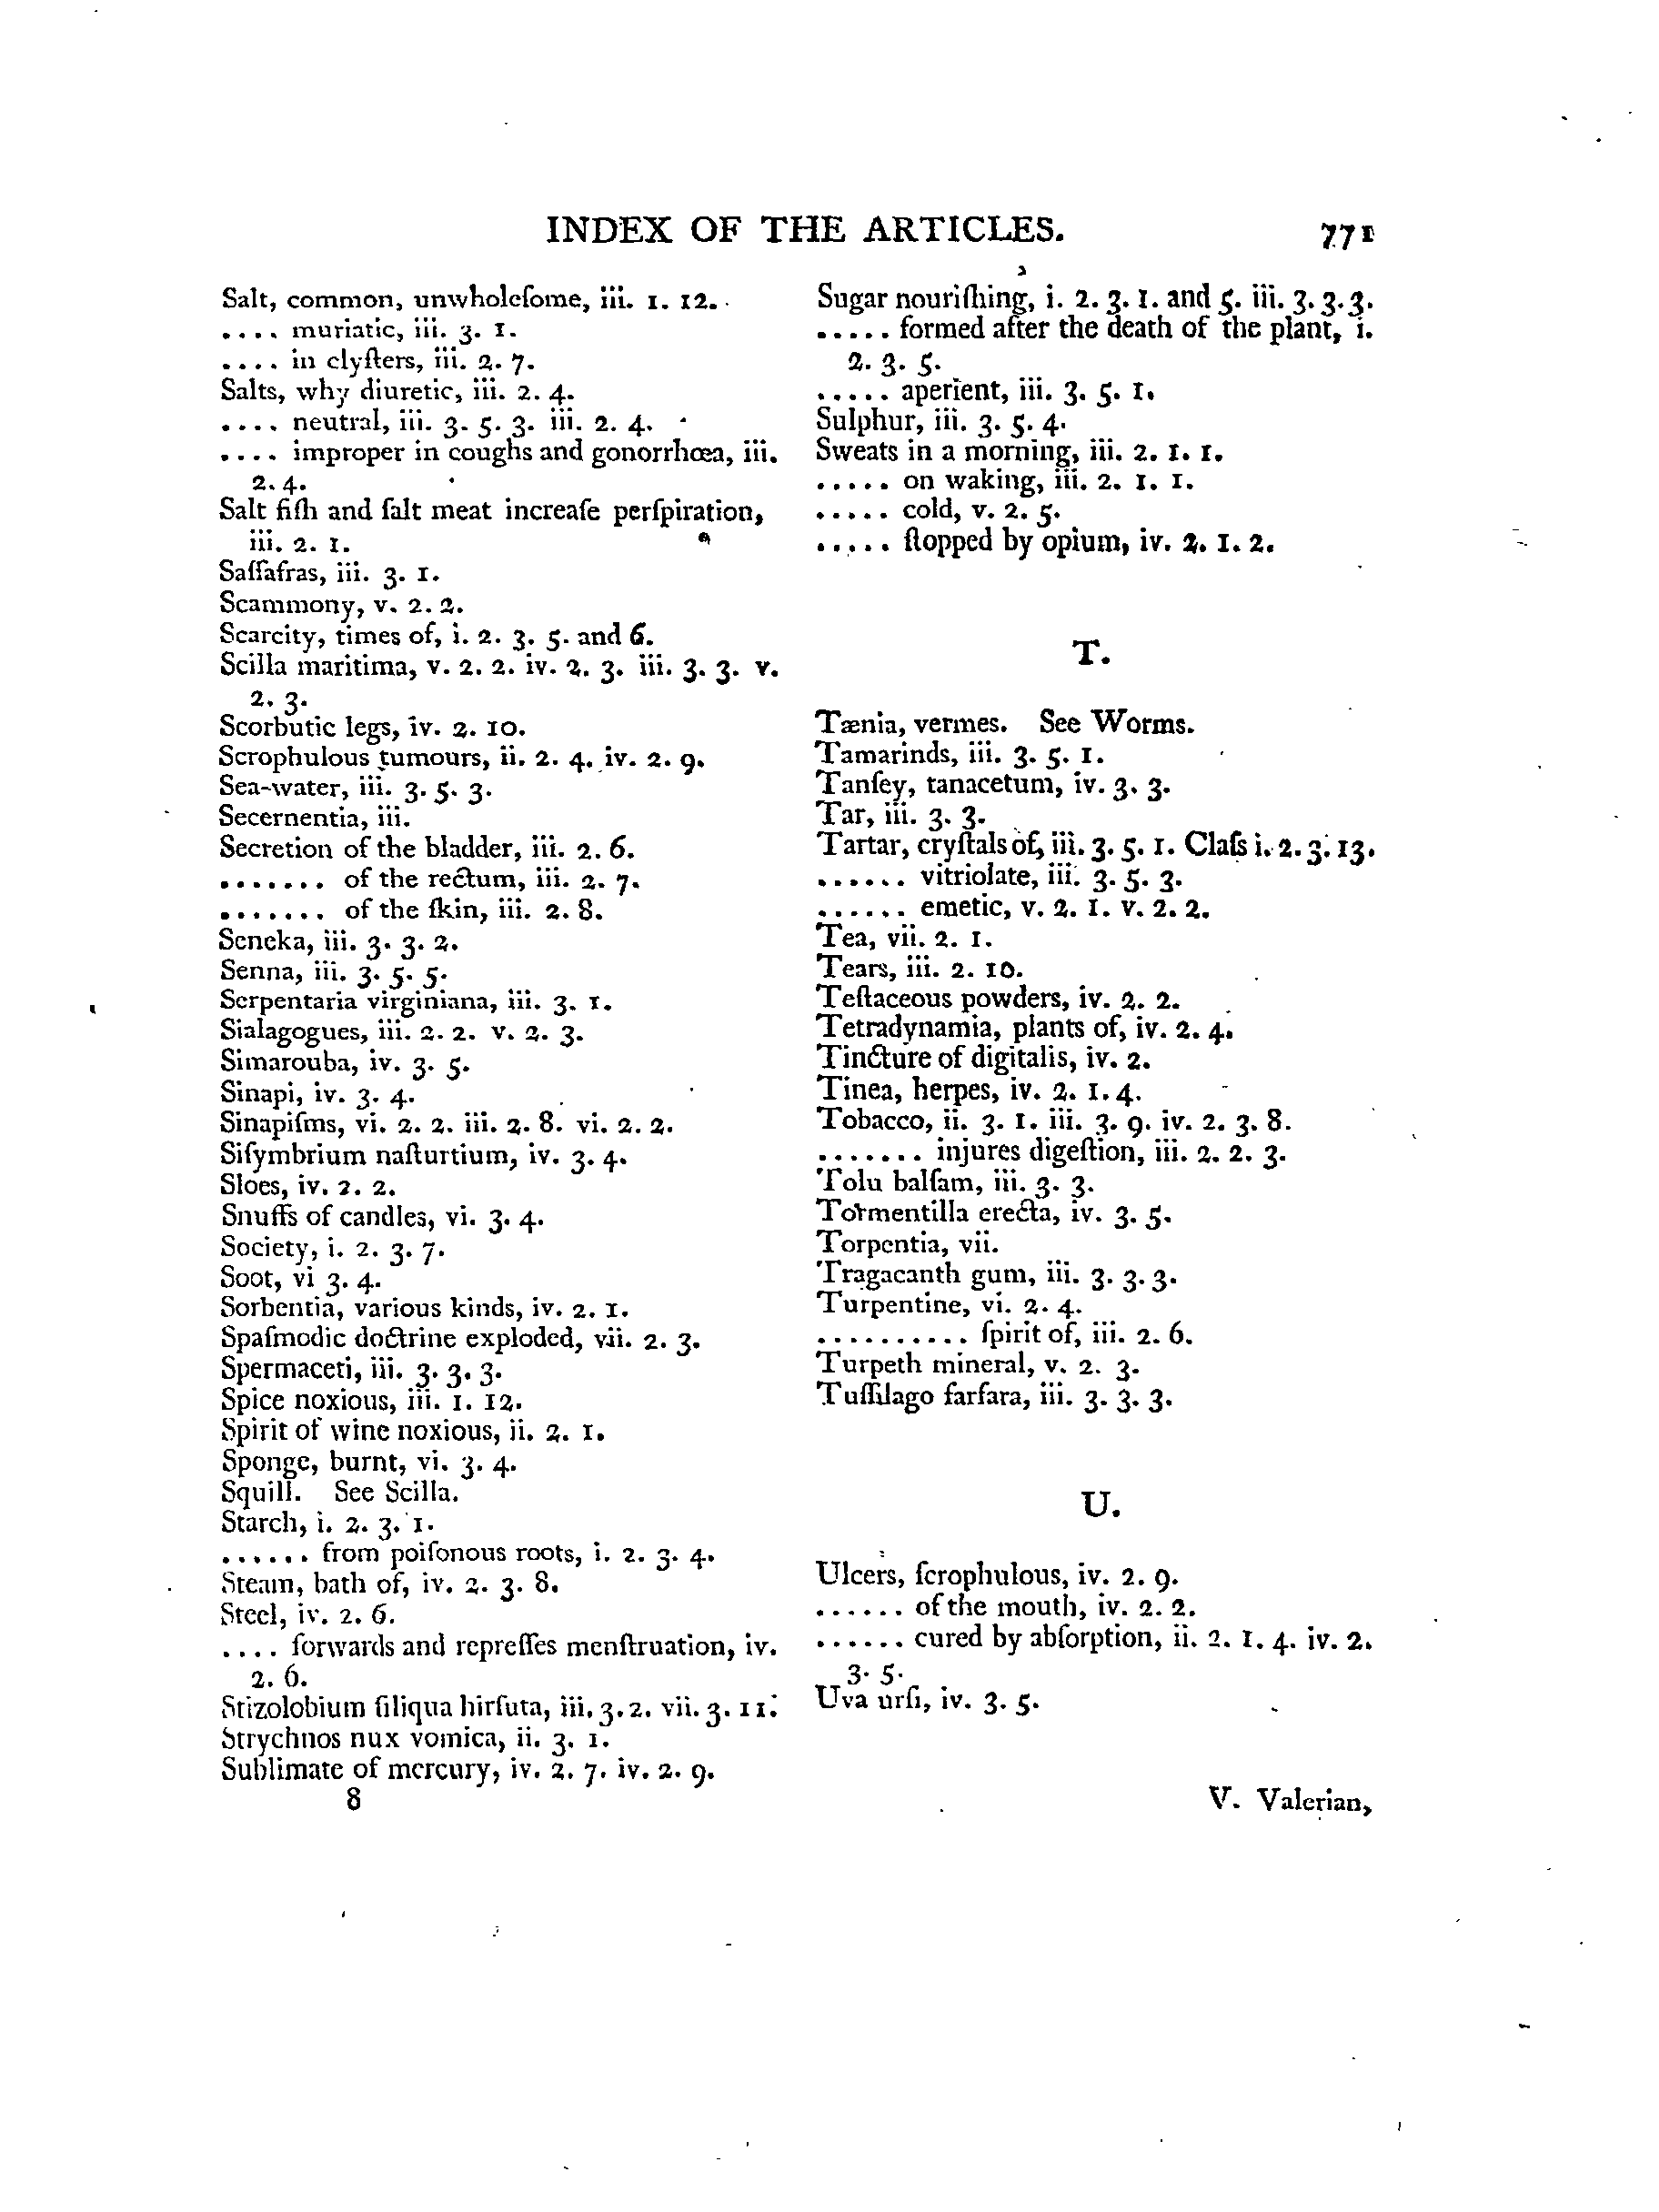 INDEX OF THE ARTICLES. 771
Salt, common, unwholeſome, iii. 1. 12.
.... muriatic, iii. 3. 1.
.... in clyſters, iii. 2. 7.
Salts, why diuretic, iii. 2. 4.
.... neutral, iii. 3. 5. 3. iii. 2. 4.
.... improper in coughs and gonorrhœa, iii.
2. 4.
Salt fiſh and ſalt meat increaſe perſpiration,
iii. 2. 1.
Saſſafras, iii. 3. 1.
Scammony, v. 2. 2.
Scarcity, times of, i. 2. 3. 5. and 6.
Scilla maritima, v. 2. 2. iv. 2. 3. iii. 3. 3. v.
2. 3.
Scorbutic legs, iv. 2. 10.
Scrophulous tumours, ii. 2. 4. iv. 2. 9.
Sea-water, iii. 3. 5. 3.
Secernentia, iii.
Secretion of the bladder, iii. 2. 6.
....... of the rectum, iii. 2. 7.
....... of the ſkin, iii. 2. 8.
Seneka, iii. 3. 3. 2.
Senna, iii. 3. 5. 5.
Serpentaria virginiana, iii. 3. 1.
Sialagogues, iii. 2. 2. v. 2. 3.
Simarouba, iv. 3. 5.
Sinapi, iv. 3. 4.
Sinapiſms, vi. 2. 2. iii. 2. 8. vi. 2. 2.
Siſymbrium naſturtium, iv. 3. 4.
Sloes, iv. 2. 2.
Snuffs of candles, vi. 3. 4.
Society, i. 2. 3. 7.
Soot, vi 3. 4.
Sorbentia, various kinds, iv. 2. 1.
Spaſmodic doctrine exploded, vii. 2. 3.
Spermaceti, iii. 3. 3. 3.
Spice noxious, iii. 1. 12.
Spirit of wine noxious, ii. 2. 1.
Sponge, burnt, vi. 3. 4.
Squill. See Scilla.
Starch, i. 2. 3. 1.
...... from poiſonous roots, i. 2. 3. 4.
Steam, bath of, iv. 2. 3. 8.
Steel, iv. 2. 6.
.... forwards and repreſſes menſtruation, iv.
2. 6.
Stizolobium ſiliqua hirſuta, iii. 3. 2. vii. 3. 11.
Strychnos nux vomica, ii. 3. 1.
Sublimate of mercury, iv. 2. 7. iv. 2. 9.
8
Sugar nouriſhing, i. 2. 3. 1. and 5. iii. 3. 3. 3.
..... formed after the death of the plant, i.
2. 3. 5.
..... aperient, iii. 3. 5. 1.
Sulphur, iii. 3. 5. 4.
Sweats in a morning, iii. 2. 1. 1.
..... on waking, iii. 2. 1. 1.
..... cold, v. 2. 5.
..... ſtopped by opium, iv. 2. 1. 2.
T.
Tænia, vermes. See Worms.
Tamarinds, iii. 3. 5. 1.
Tanſey, tanacetum, iv. 3. 3.
Tar, iii. 3. 3.
Tartar, cryſtals of, iii. 3. 5. 1. Claſs i. 2. 3. 13.
...... vitriolate, iii. 3. 5. 3.
...... emetic, v. 2. 1. v. 2. 2.
Tea, vii. 2. 1.
Tears, iii. 2. 10.
Teſtaceous powders, iv. 2. 2.
Tetradynamia, plants of, iv. 2. 4.
Tincture of digitalis, iv. 2.
Tinea, herpes, iv. 2. 1. 4.
Tobacco, ii. 3. 1. iii. 3. 9. iv. 2. 3. 8.
....... injures digeſtion, iii. 2. 2. 3.
Tolu balſam, iii. 3. 3.
Tormentilla erecta, iv. 3. 5.
Torpentia, vii.
Tragacanth gum, iii. 3. 3. 3.
Turpentine, vi. 2. 4.
.......... ſpirit of, iii. 2. 6.
Turpeth mineral, v. 2. 3.
Tuſſilago farfara, iii. 3. 3. 3.
U.
Ulcers, ſcrophulous, iv. 2. 9.
...... of the mouth, iv. 2. 2.
...... cured by abſorption, ii. 2. 1. 4. iv. 2.
3. 5.
Uva urſi, iv. 3. 5.
V. Valerian,